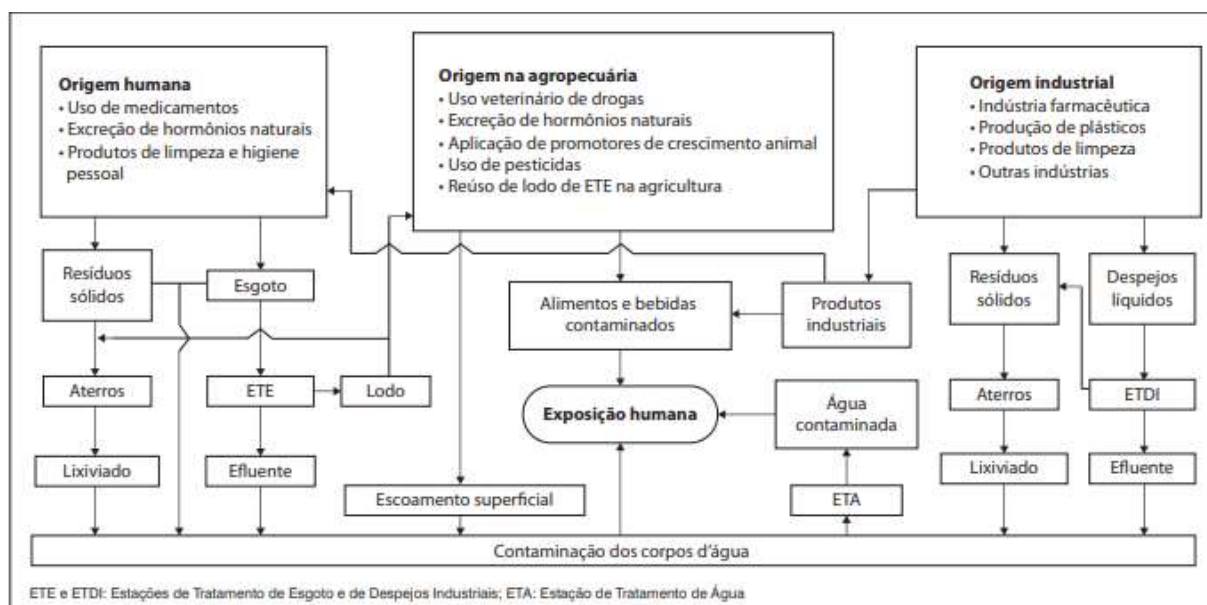 Origem humana
• Uso de medicamentos
• Excreção de hormônios naturais
• Produtos de limpeza e higiene
pessoal
Origem na agropecuária
• Uso veterinário de drogas
• Excreção de hormônios naturais
• Aplicação de promotores de crescimento animal
• Uso de pesticidas
• Reúso de lodo de ETE na agricultura
Origem industrial
• Indústria farmacêutica
• Produção de plásticos
• Produtos de limpeza
• Outras indústrias
Resíduos
sólidos
Esgoto
Alimentos e bebidas
contaminados
Produtos
industriais
Resíduos
sólidos
Despejos
líquidos
Aterros
ETE
Lodo
Exposição humana
Água
contaminada
Aterros
ETDI
Lixiviado
Efluente
Escoamento superficial
ETA
Lixiviado
Efluente
Contaminação dos corpos d'água
ETE e ETDI: Estações de Tratamento de Esgoto e de Despejos Industriais; ETA: Estação de Tratamento de Água